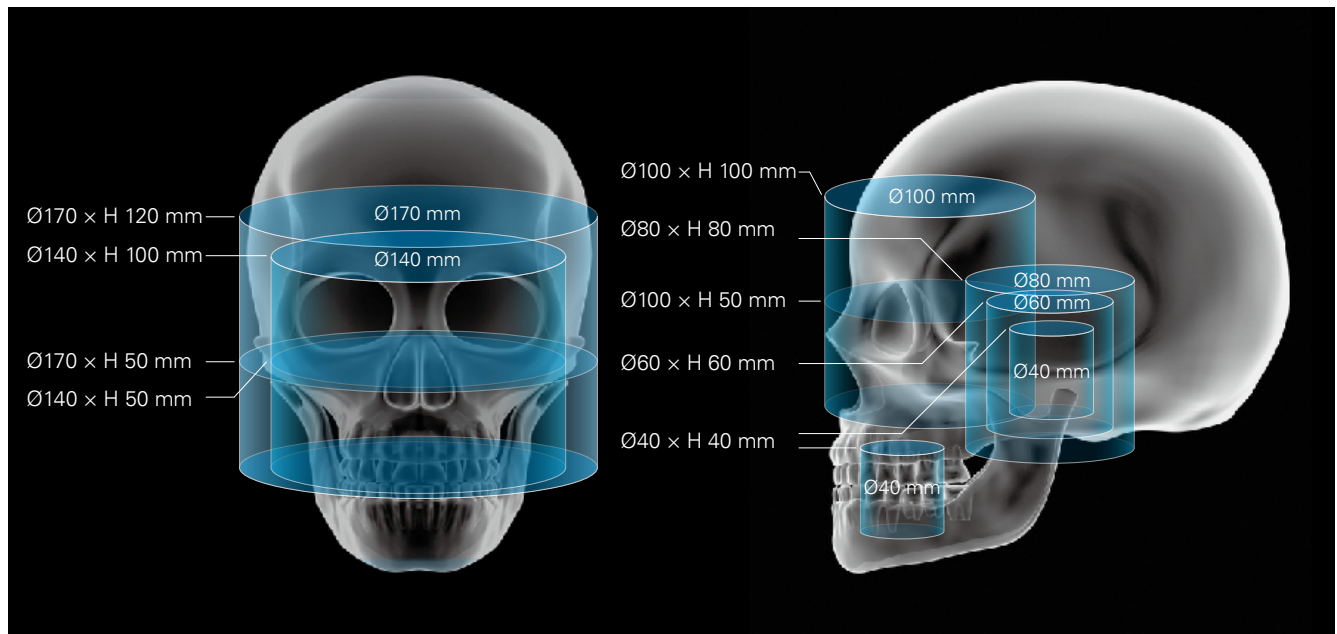 Ø170 × H 120 mm
Ø140 × H 100 mm
Ø170 × H 50 mm
Ø140 × H 50 mm
Ø170 mm
Ø140 mm
Ø100 × H 100 mm
Ø80 × H 80 mm
Ø100 × H 50 mm
Ø60 × H 60 mm
Ø40 × H 40 mm
Ø100 mm
Ø80 mm
Ø60 mm
Ø40 mm
Ø40 mm